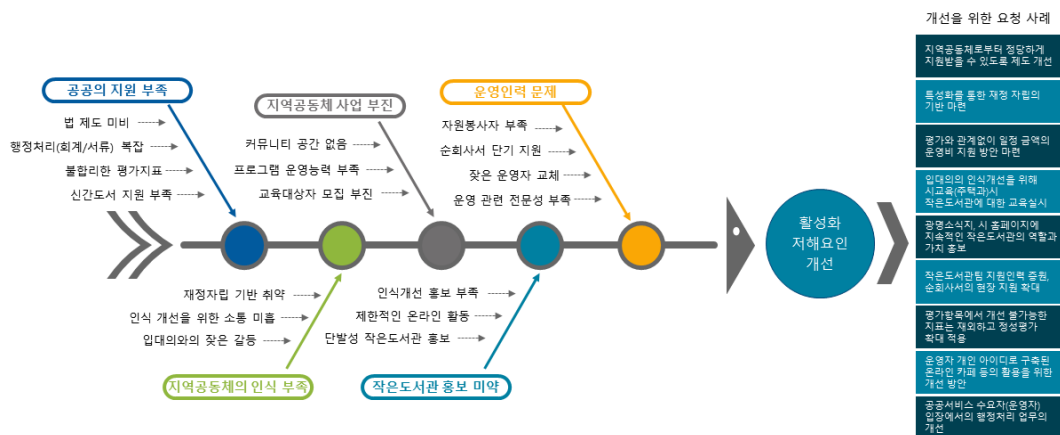 개선을 위한 요청 사례
공공의 지원 부족
법 제도 미비
행정처리(회계/서류) 복잡
불합리한 평가지표
신간도서 지원 부족
지역공동체 사업 부진
커뮤니티 공간 없음
프로그램 운영능력 부족
교육대상자 모집 부진
운영인력 문제
자원봉사자 부족
순회사서 단기 지원
잦은 운영자 교체
운영 관련 전문성 부족
재정자립 기반 취약
인식 개선을 위한 소통 미흡
입대의와의 잦은 갈등
지역공동체의 인식 부족
인식개선 홍보 부족
제한적인 온라인 활동
단발성 작은도서관 홍보
작은도서관 홍보 미약
활성화
저해요인
개선
지역공동체로부터 정당하게
지원받을 수 있도록 제도 개선
특성화를 통한 재정 자립의
기반 마련
평가와 관계없이 일정 금액의
운영비 지원 방안 마련
입대의의 인식개선을 위해
시교육(주택과)시
작은도서관에 대한 교육실시
광명소식지, 시 홈페이지에
지속적인 작은도서관의 역할과
가치 홍보
작은도서관팀 지원인력 증원,
순회사서의 현장 지원 확대
평가항목에서 개선 불가능한
지표는 제외하고 정성평가
확대 적용
운영자 개인 아이디로 구축된
온라인 카페 등의 활용을 위한
개선 방안
공공서비스 수요자(운영자)
입장에서의 행정처리 업무의
개선